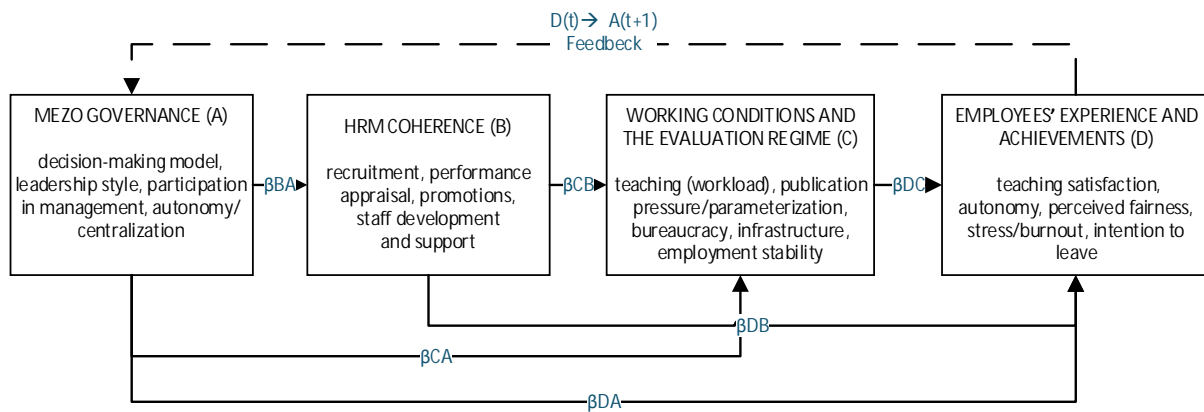 D(t)→ A(t+1)
Feedbeck
MEZO GOVERNANCE (A)
decision-making model,
leadership style, participation
in management, autonomy/
centralization
βBA
HRM COHERENCE (B)
recruitment, performance
appraisal, promotions,
staff development
and support
βCB
WORKING CONDITIONS AND
THE EVALUATION REGIME (C)
teaching (workload), publication
pressure/parameterization,
bureaucracy, infrastructure,
employment stability
βDC
EMPLOYEES' EXPERIENCE AND
ACHIEVEMENTS (D)
teaching satisfaction,
autonomy, perceived fairness,
stress/burnout, intention to
leave
βDB
βCA
βDA